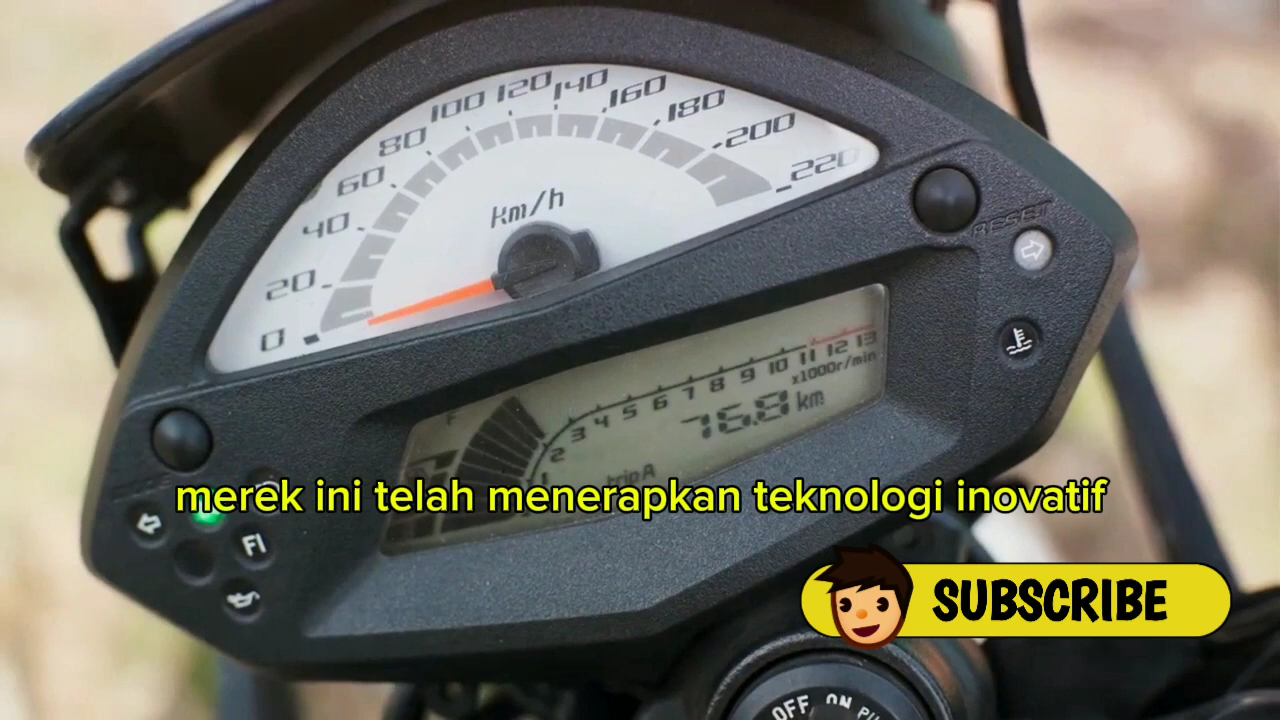 0
20
40
60
80
100
120
140
160
180
200
220
Km/h
RESET
1
2
3
4
5
6
7
8
9
10
11
12
13
x1000r/min
76.8 km
F
trip A
merek ini telah menerapkan teknologi inovatif
FI
SUBSCRIBE
OFF ON